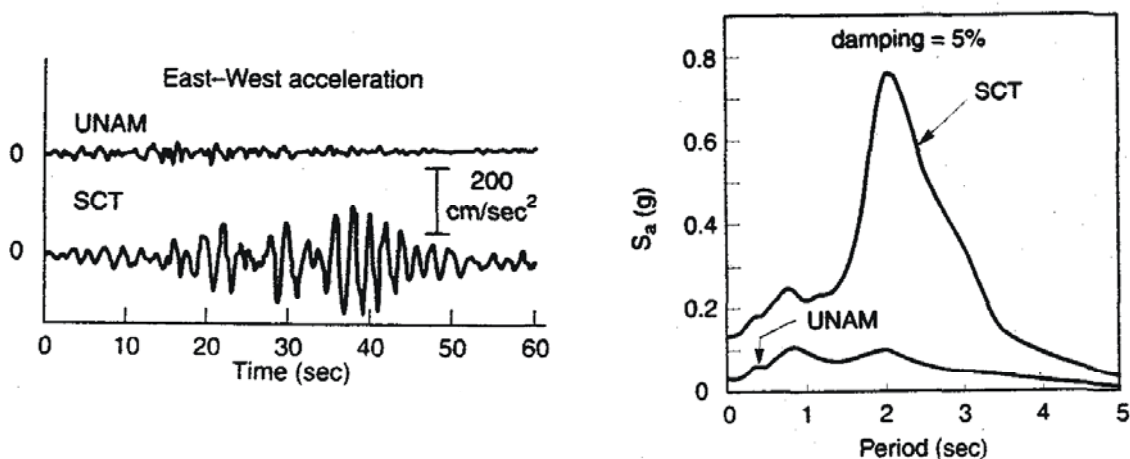 East–West acceleration
UNAM
0
200
cm/sec²
SCT
0
0 10 20 30 40 50 60
Time (sec)
damping = 5%
0.8
SCT
0.6
Sa (g)
0.4
0.2
UNAM
0
0 1 2 3 4 5
Period (sec)